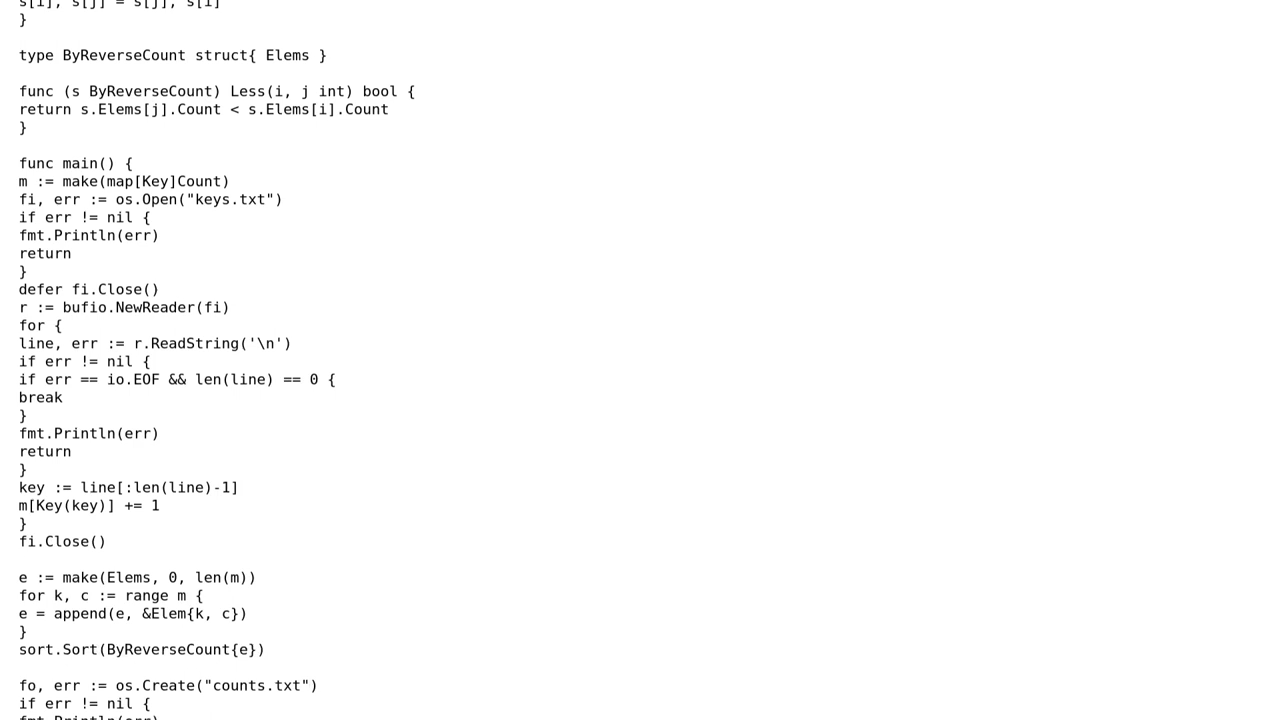 s[i], s[j] = s[j], s[i]
}

type ByReverseCount struct{ Elems }

func (s ByReverseCount) Less(i, j int) bool {
return s.Elems[j].Count < s.Elems[i].Count
}

func main() {
m := make(map[Key]Count)
fi, err := os.Open("keys.txt")
if err != nil {
fmt.Println(err)
return
}
defer fi.Close()
r := bufio.NewReader(fi)
for {
line, err := r.ReadString('\n')
if err != nil {
if err == io.EOF && len(line) == 0 {
break
}
fmt.Println(err)
return
}
key := line[:len(line)-1]
m[Key(key)] += 1
}
fi.Close()

e := make(Elems, 0, len(m))
for k, c := range m {
e = append(e, &Elem{k, c})
}
sort.Sort(ByReverseCount{e})

fo, err := os.Create("counts.txt")
if err != nil {
fmt.Println(err)